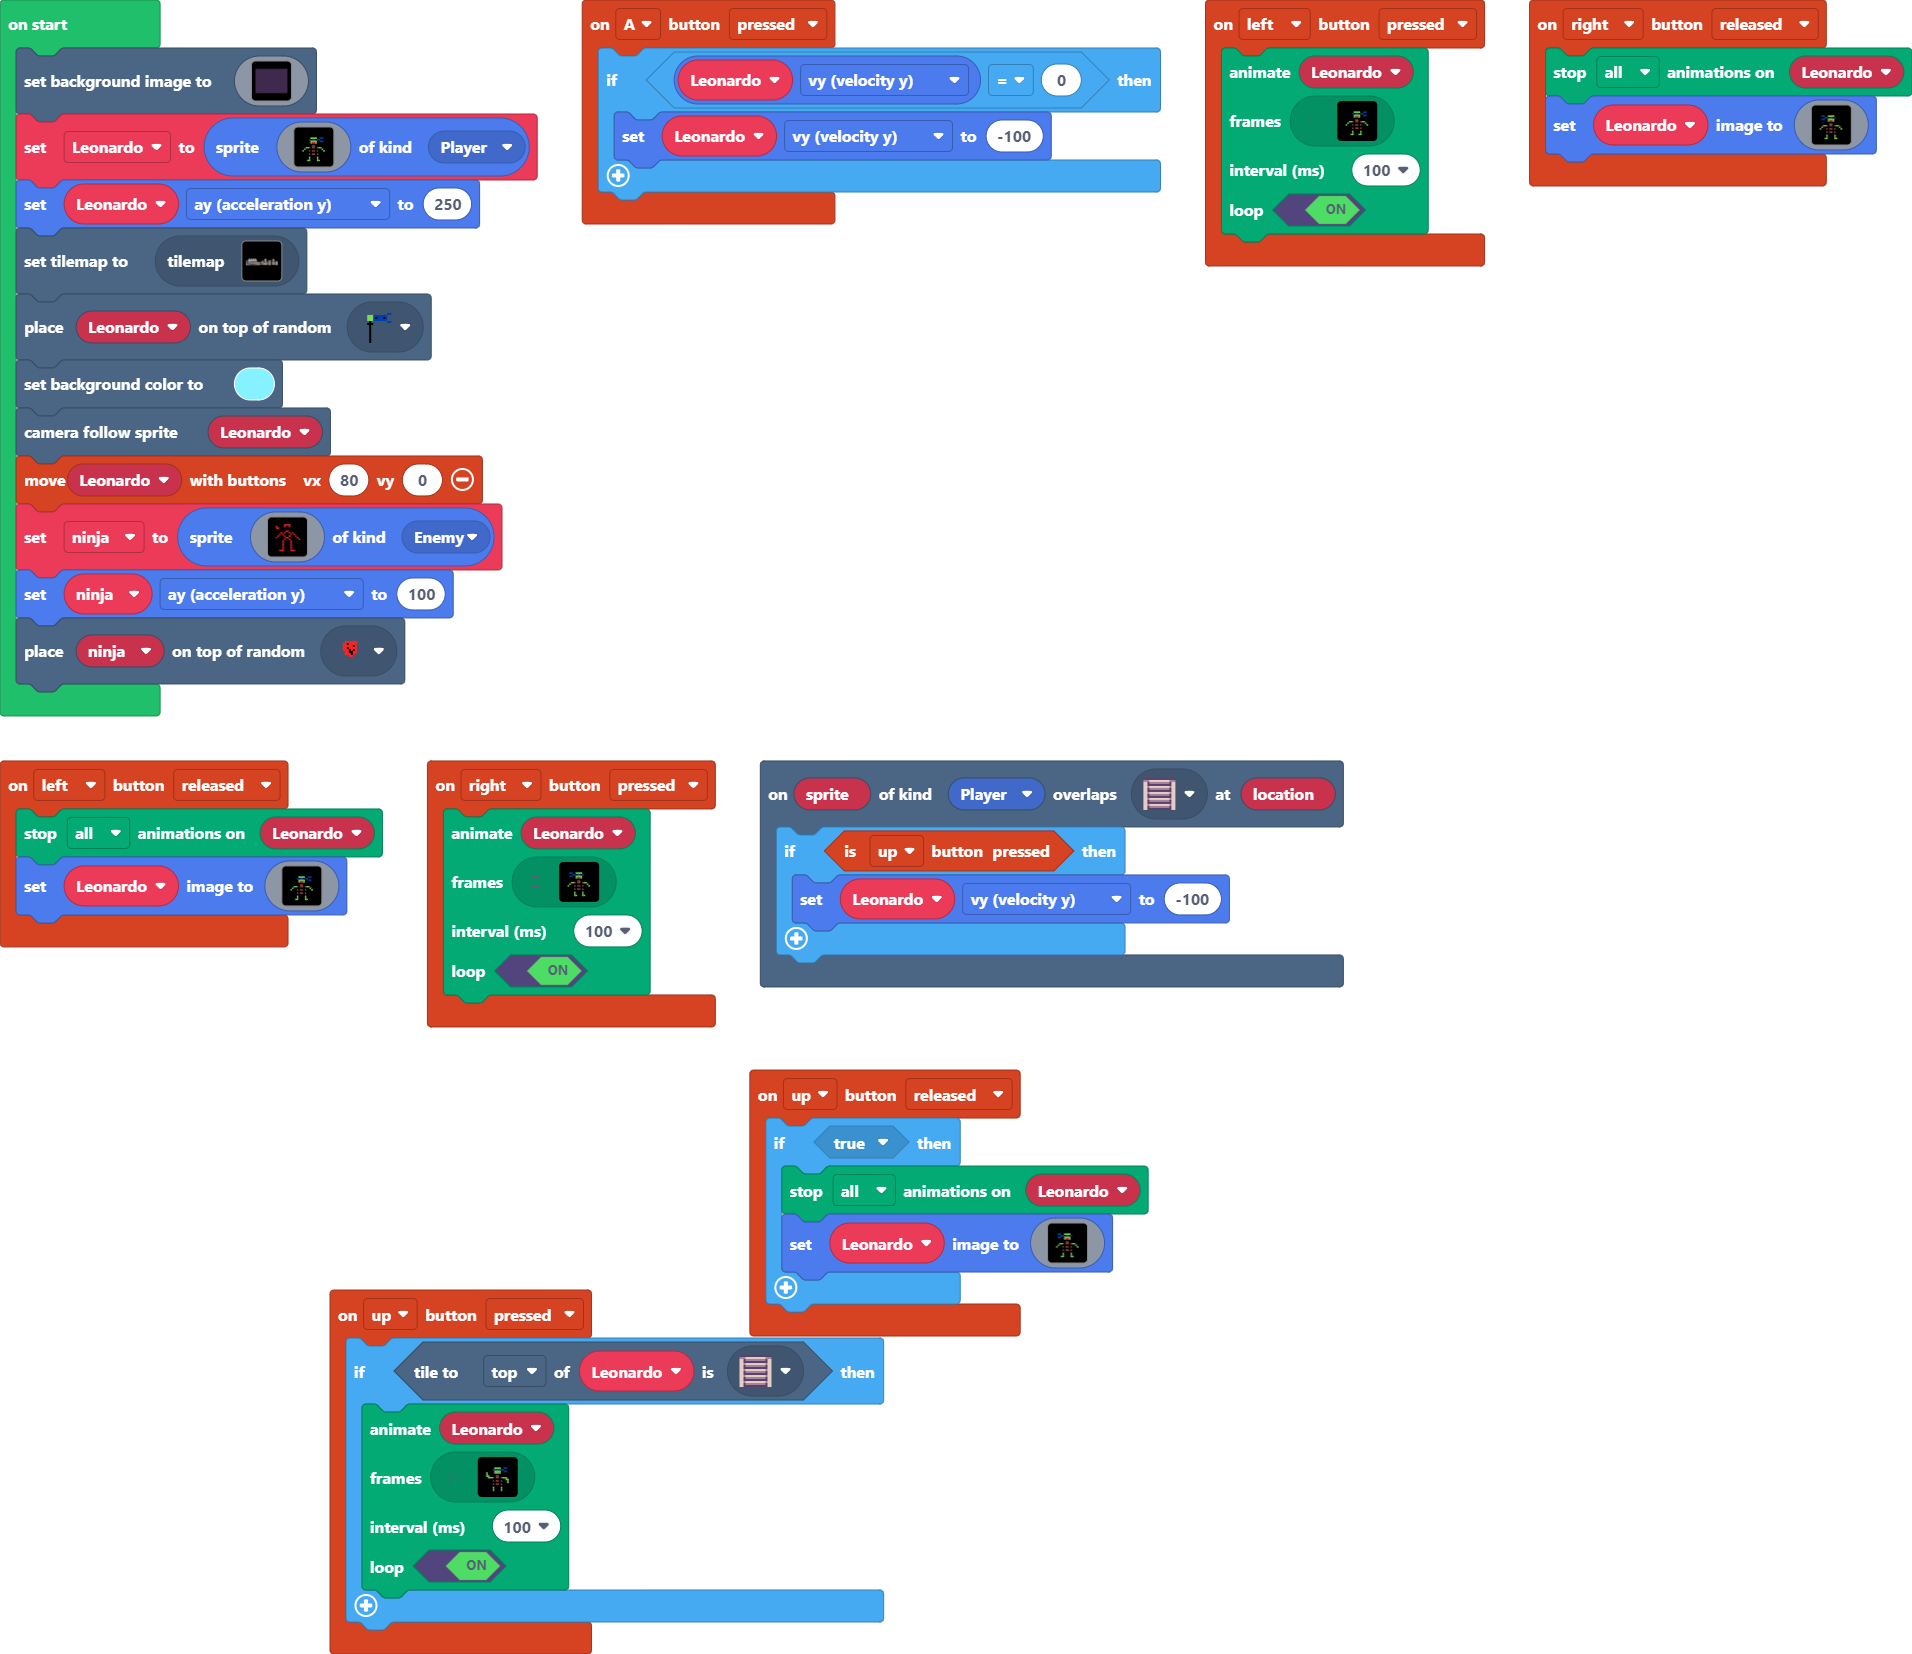 on start
set background image to
set Leonardo to sprite of kind Player
set Leonardo ay (acceleration y) to 250
set tilemap to tilemap
place Leonardo on top of random
set background color to
camera follow sprite Leonardo
move Leonardo with buttons vx 80 vy 0
set ninja to sprite of kind Enemy
set ninja ay (acceleration y) to 100
place ninja on top of random
on A button pressed
if Leonardo vy (velocity y) = 0 then
set Leonardo vy (velocity y) to -100
on left button pressed
animate Leonardo
frames
interval (ms) 100
loop ON
on right button released
stop all animations on Leonardo
set Leonardo image to
on left button released
stop all animations on Leonardo
set Leonardo image to
on right button pressed
animate Leonardo
frames
interval (ms) 100
loop ON
on sprite of kind Player overlaps at location
if is up button pressed then
set Leonardo vy (velocity y) to -100
on up button released
if true then
stop all animations on Leonardo
set Leonardo image to
on up button pressed
if tile to top of Leonardo is then
animate Leonardo
frames
interval (ms) 100
loop ON